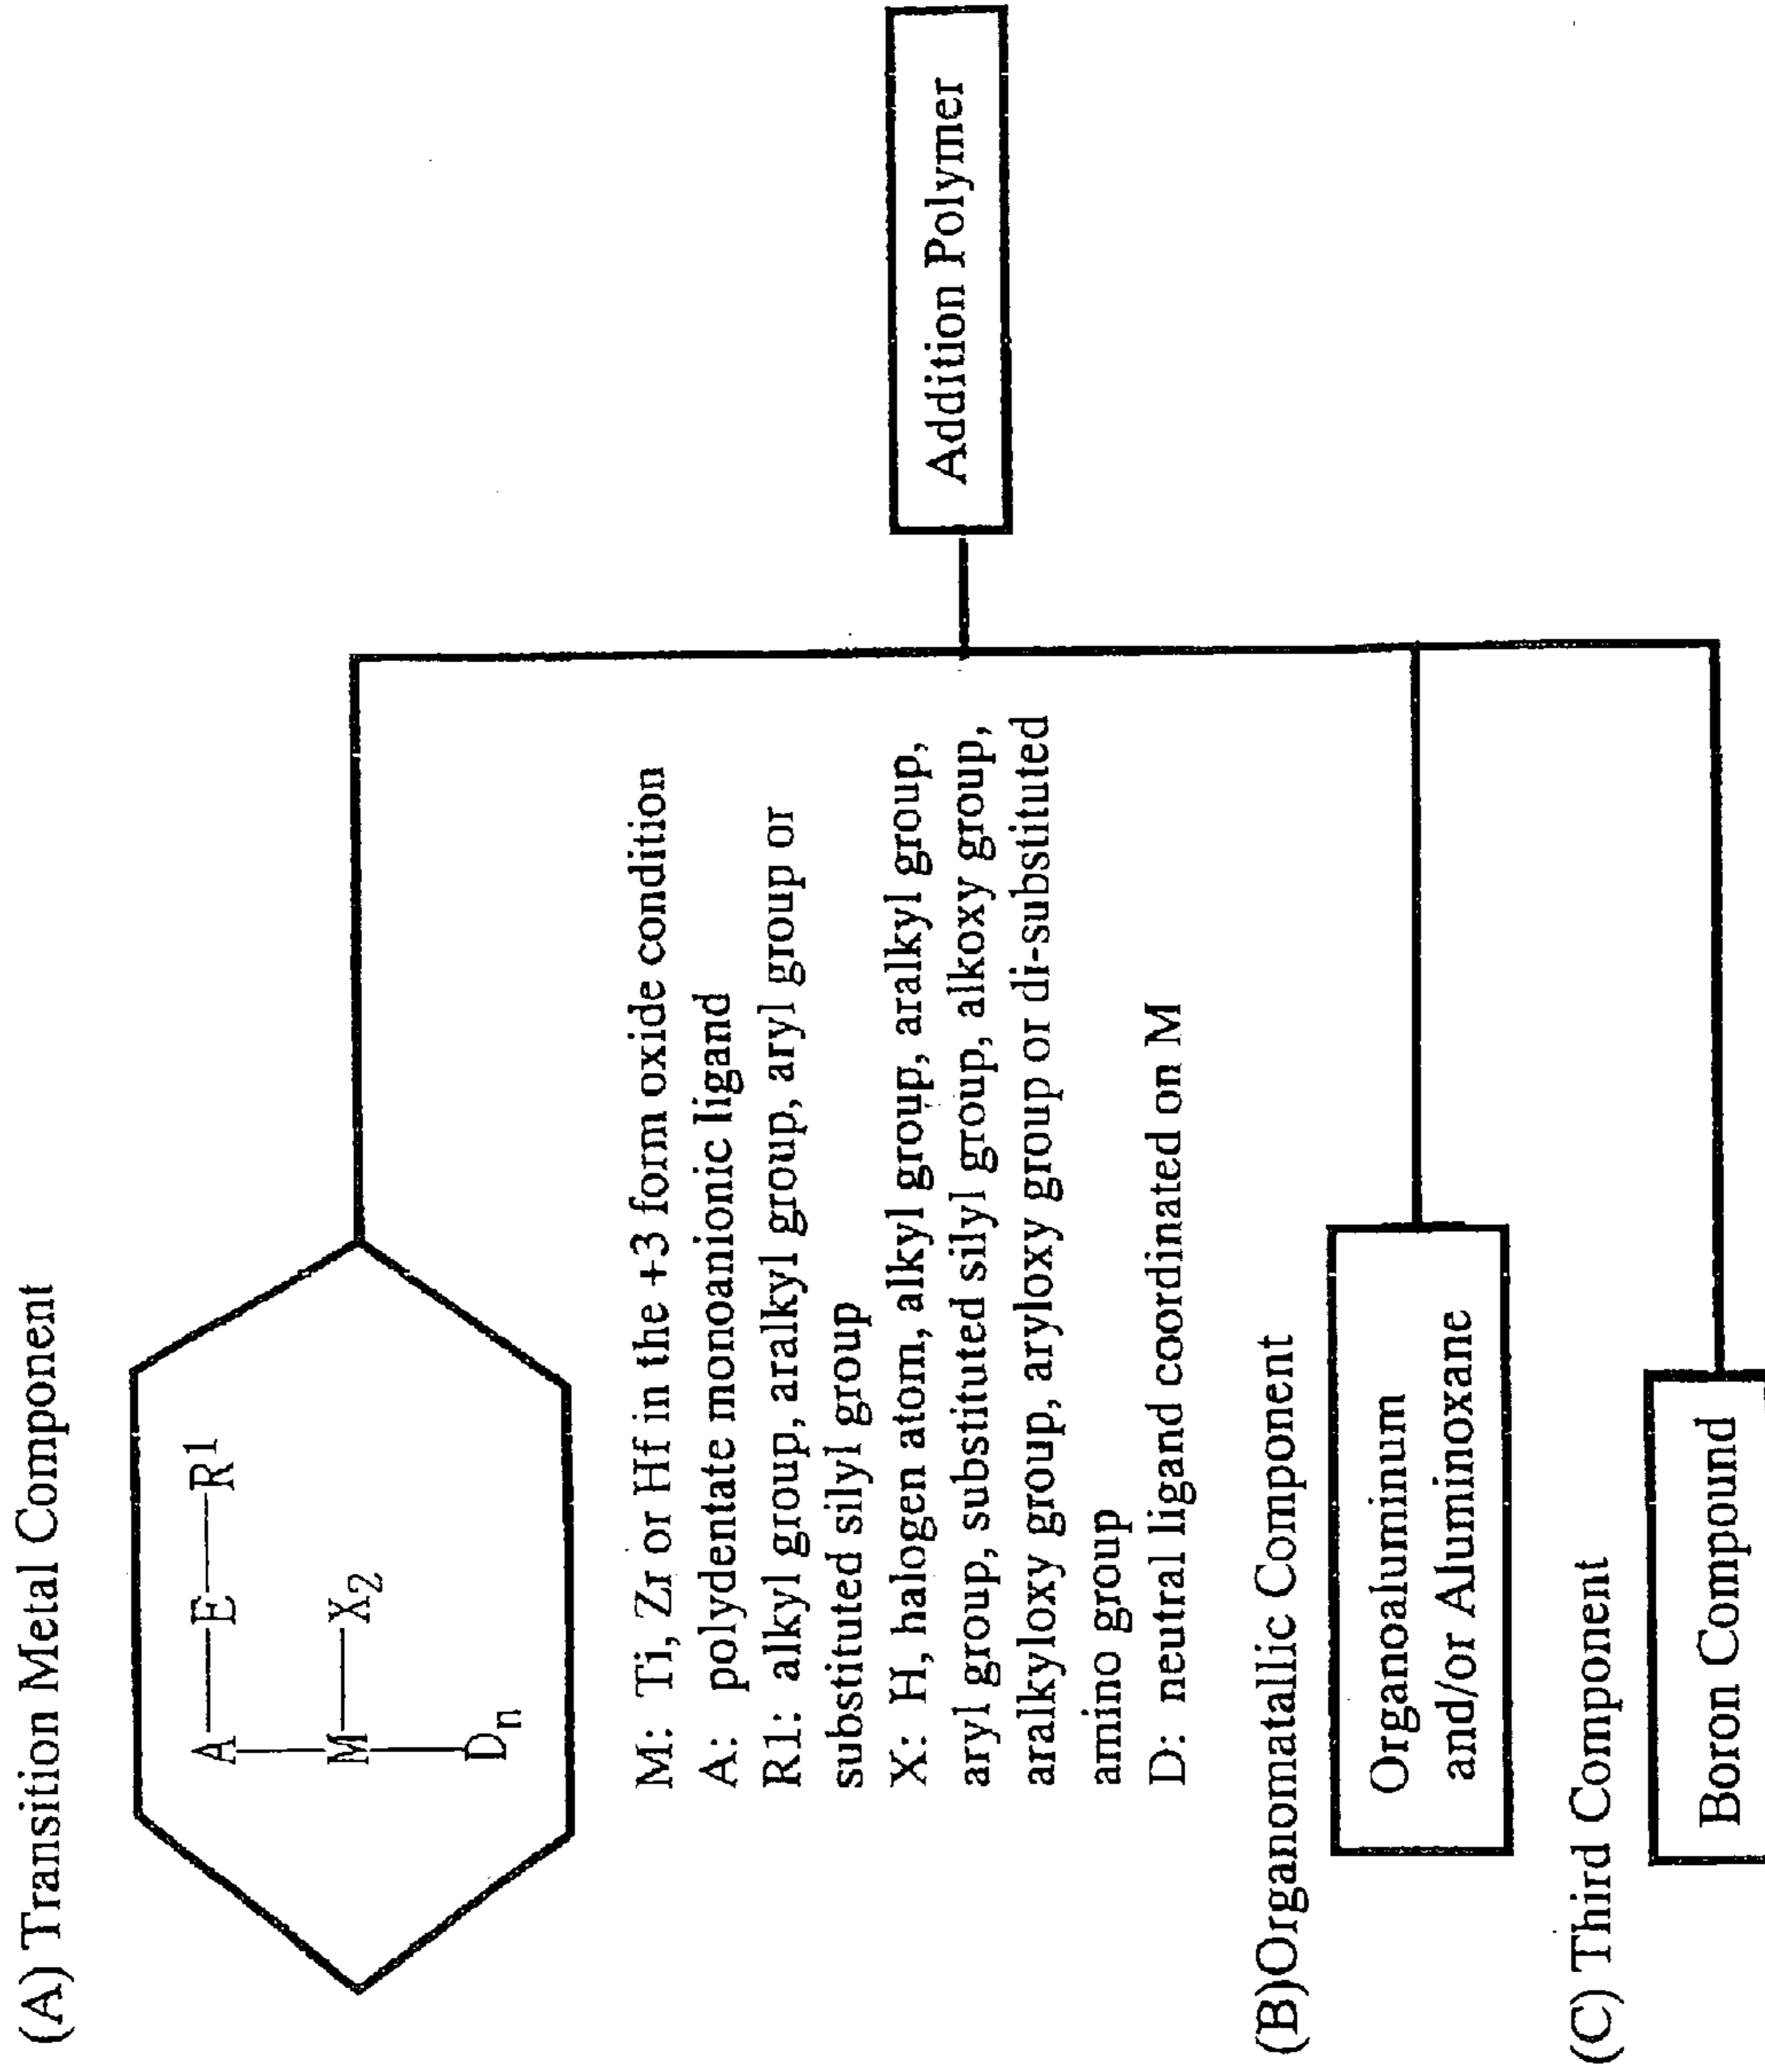 (A) Transition Metal Component
A—E—R1
M—X2
Dn
M: Ti, Zr or Hf in the +3 form oxide condition
A: polydentate monoanionic ligand
R1: alkyl group, aralkyl group, aryl group or
substituted silyl group
X: H, halogen atom, alkyl group, aralkyl group,
aryl group, substituted silyl group, alkoxy group,
aralkyloxy group, aryloxy group or di-substituted
amino group
D: neutral ligand coordinated on M
(B)Organomatallic Component
Organoaluminum
and/or Aluminoxane
(C) Third Component
Boron Compound
Addition Polymer